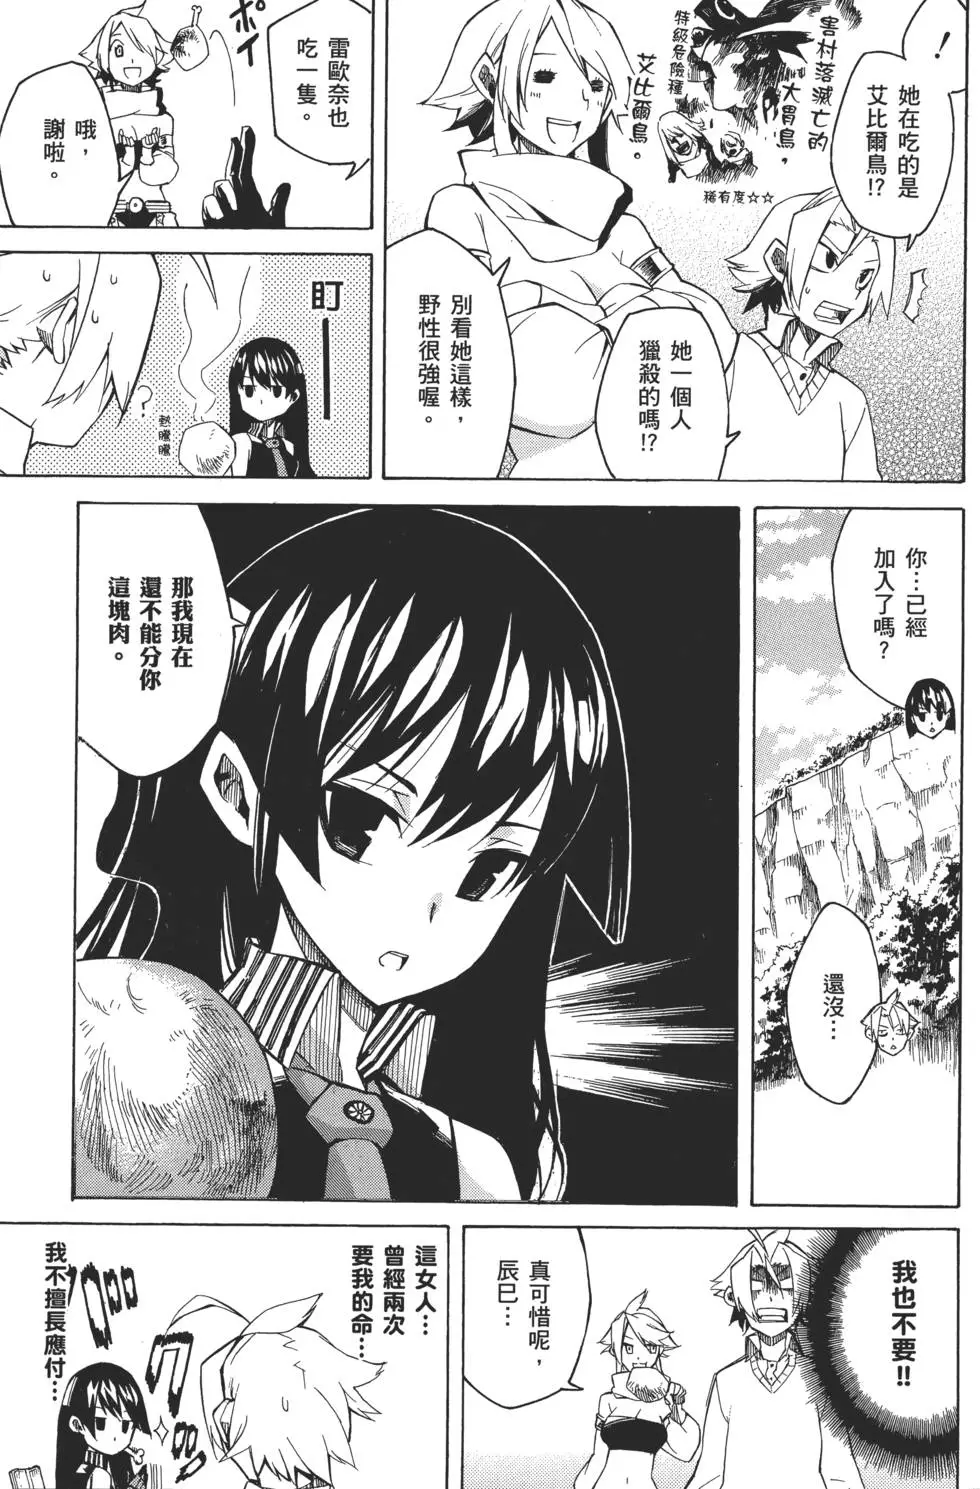 ！
她在吃的是
艾比爾鳥!?
害村落滅亡的
大胃鳥，
艾比爾鳥。
特級危險種
稀有度☆☆
她一個人
獵殺的嗎!?
別看她這樣，
野性很強喔。
雷歐奈也
吃一隻。
ポイ
哦，
謝啦。
盯——
?
熱騰騰
你…已經
加入了嗎?
還沒…
那我現在
還不能分你
這塊肉。
我也不要!!
真可惜呢，
辰巳…
這女人…
曾經兩次
要我的命…
我不擅長應付…